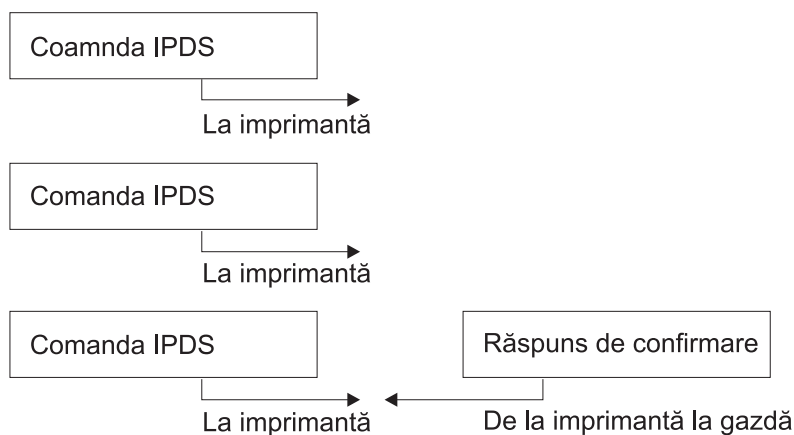 Coamnda IPDS
La imprimantă
Comanda IPDS
La imprimantă
Comanda IPDS
Răspuns de confirmare
La imprimantă
De la imprimantă la gazdă